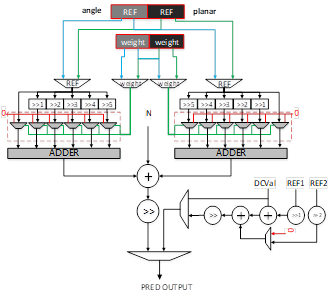 angle REF REF planar
weight weight
REF weight weight REF
>>1 >>2 >>3 >>4 >>5 >>5 >>4 >>3 >>2 >>1
0 N 0
ADDER ADDER
+
DCVal REF1 REF2
>> >> + + >>1 >>2
0
PRED OUTPUT